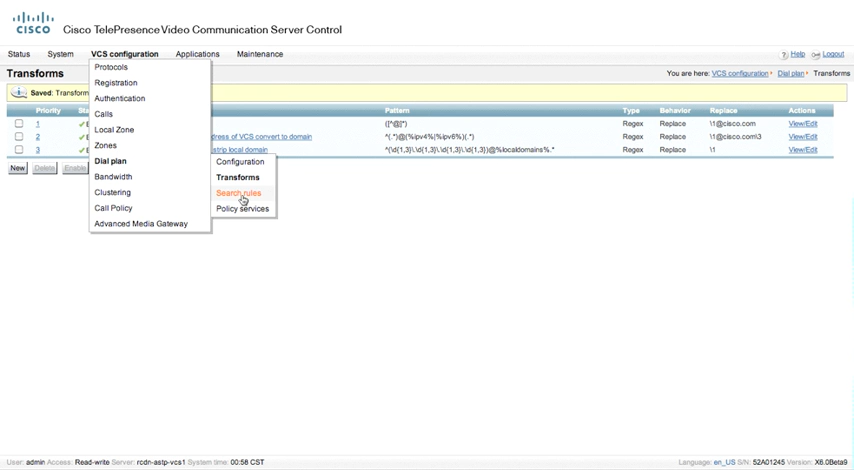 CISCO
Cisco TelePresence Video Communication Server Control
Status System VCS configuration Applications Maintenance Help Logout
Transforms You are here: VCS configuration Dial plan Transforms
Saved: Transform
Priority Pattern Type Behavior Replace Actions
1 ([^@]*) Regex Replace \1@cisco.com View/Edit
2 dress of VCS convert to domain ^(.*)@(%ipv4%|%ipv6%)(.*) Regex Replace \1@cisco.com\3 View/Edit
3 strip local domain ^(\d{1,3}\.\d{1,3}\.\d{1,3}\.\d{1,3})@%localdomains%.* Regex Replace \1 View/Edit
New Delete Enable
Protocols
Registration
Authentication
Calls
Local Zone
Zones
Dial plan
Bandwidth
Clustering
Call Policy
Advanced Media Gateway
Configuration
Transforms
Search rules
Policy services
User: admin Access: Read-write Server: rcdn-astp-vcs1 System time: 00:58 CST Language: en_US S/N: 52A01245 Version: X6.0Beta9